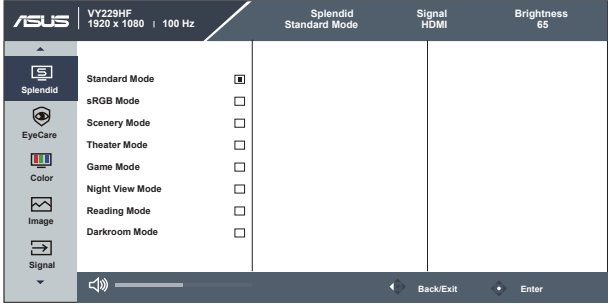 ASUS
VY229HF
1920 x 1080 | 100 Hz
Splendid
Standard Mode
Signal
HDMI
Brightness
65
Splendid
EyeCare
Color
Image
Signal
Standard Mode
sRGB Mode
Scenery Mode
Theater Mode
Game Mode
Night View Mode
Reading Mode
Darkroom Mode
Back/Exit
Enter